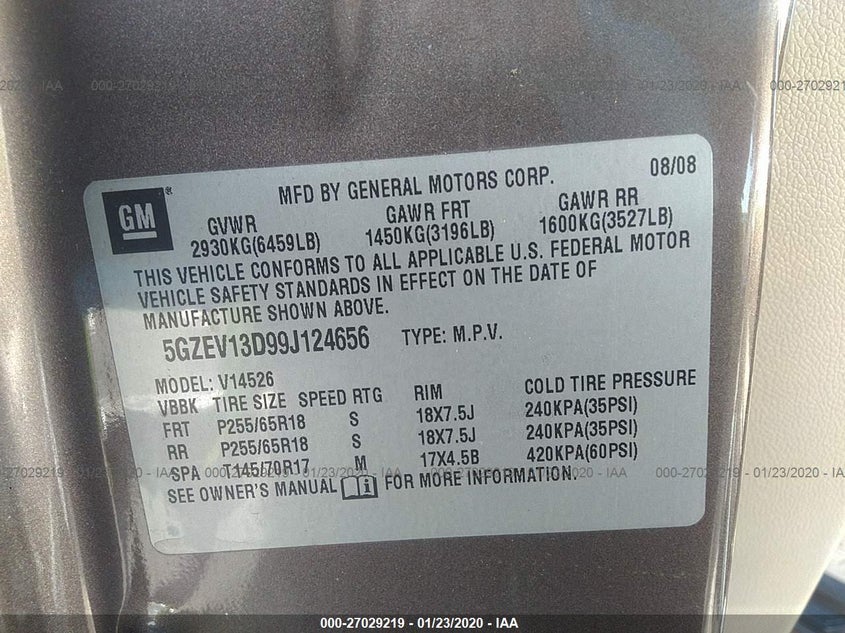 000-27029219 - 01/23/2020 - IAA
GM®
MFD BY GENERAL MOTORS CORP. 08/08
GVWR GAWR FRT GAWR RR
2930KG(6459LB) 1450KG(3196LB) 1600KG(3527LB)
THIS VEHICLE CONFORMS TO ALL APPLICABLE U.S. FEDERAL MOTOR
VEHICLE SAFETY STANDARDS IN EFFECT ON THE DATE OF
MANUFACTURE SHOWN ABOVE.
5GZEV13D99J124656 TYPE: M.P.V.
MODEL: V14526
VBBK TIRE SIZE SPEED RTG RIM COLD TIRE PRESSURE
FRT P255/65R18 S 18X7.5J 240KPA(35PSI)
RR P255/65R18 S 18X7.5J 240KPA(35PSI)
SPA T145/70R17 M 17X4.5B 420KPA(60PSI)
SEE OWNER'S MANUAL i FOR MORE INFORMATION.
000-27029219 - 01/23/2020 - IAA